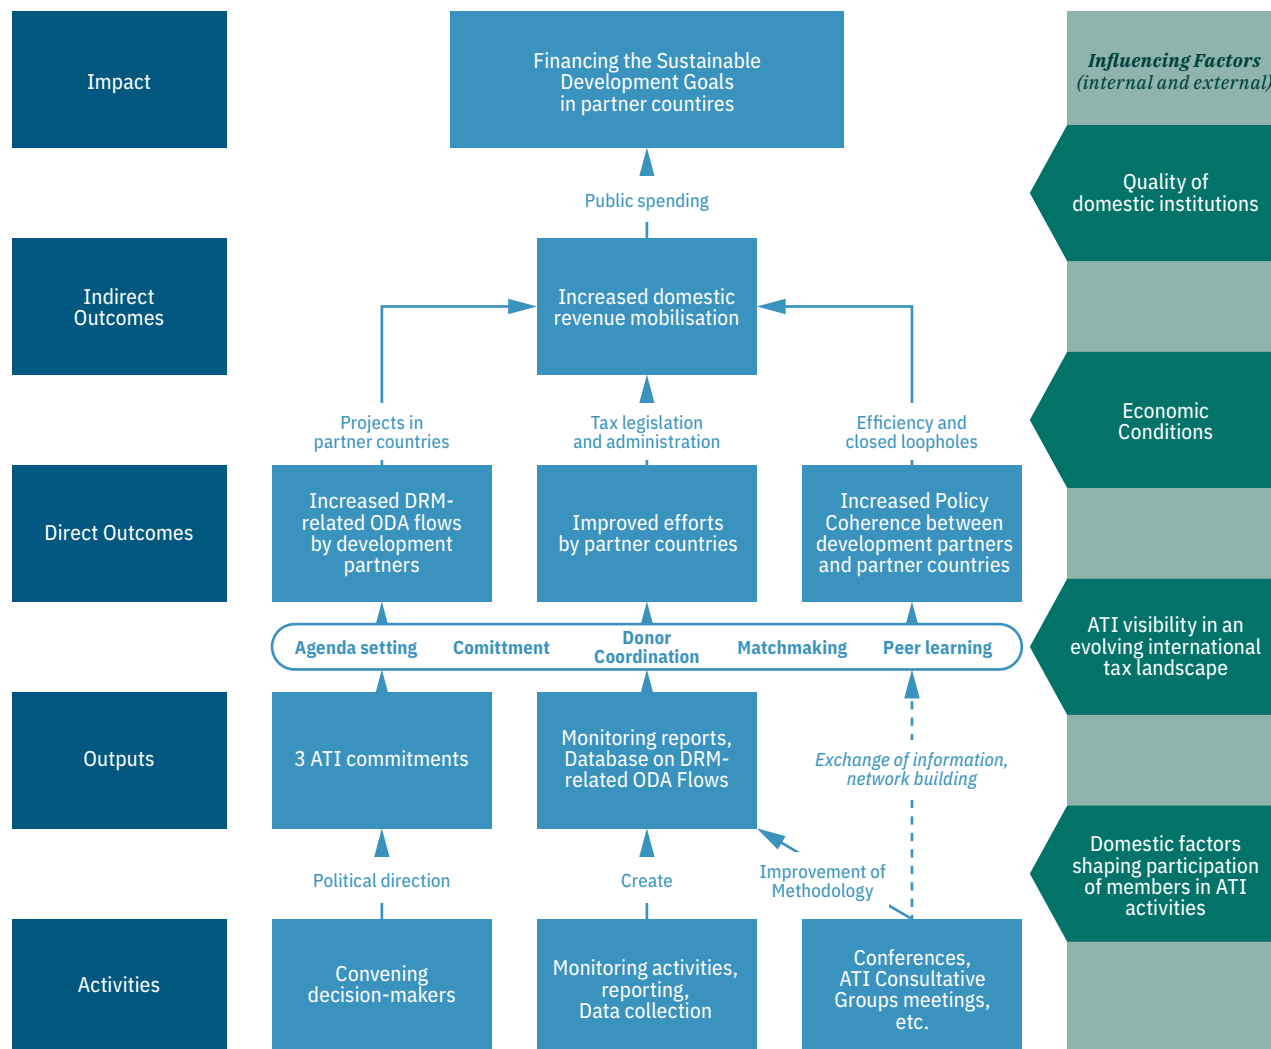 Impact
Financing the Sustainable
Development Goals
in partner countires
Influencing Factors
(internal and external)
Public spending
Quality of
domestic institutions
Indirect
Outcomes
Increased domestic
revenue mobilisation
Projects in
partner countries
Tax legislation
and administration
Efficiency and
closed loopholes
Economic
Conditions
Direct Outcomes
Increased DRM-
related ODA flows
by development
partners
Improved efforts
by partner countries
Increased Policy
Coherence between
development partners
and partner countries
Agenda setting
Comittment
Donor
Coordination
Matchmaking
Peer learning
ATI visibility in an
evolving international
tax landscape
Outputs
3 ATI commitments
Monitoring reports,
Database on DRM-
related ODA Flows
Exchange of information,
network building
Political direction
Create
Improvement of
Methodology
Domestic factors
shaping participation
of members in ATI
activities
Activities
Convening
decision-makers
Monitoring activities,
reporting,
Data collection
Conferences,
ATI Consultative
Groups meetings,
etc.